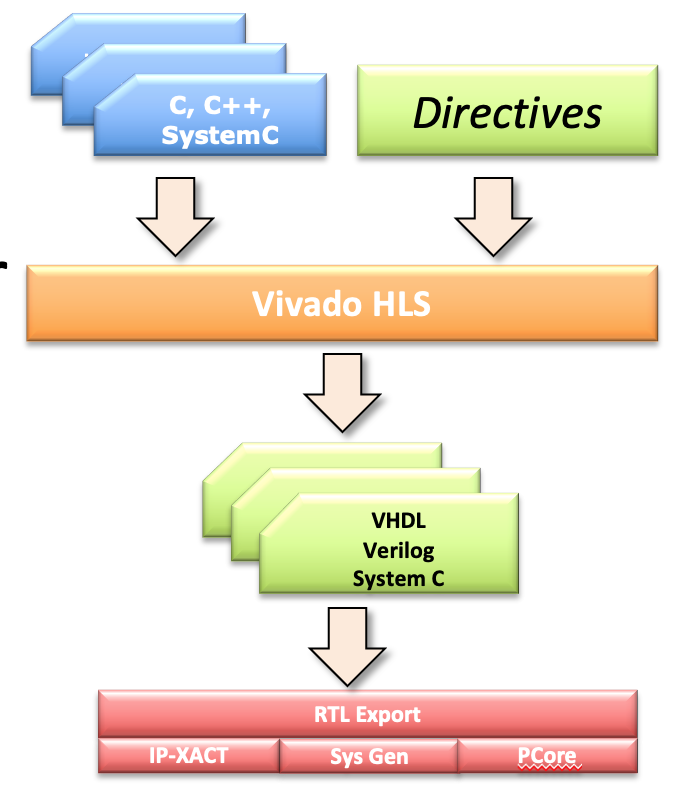 C, C++,
SystemC
Directives
Vivado HLS
VHDL
Verilog
System C
RTL Export
IP-XACT
Sys Gen
PCore